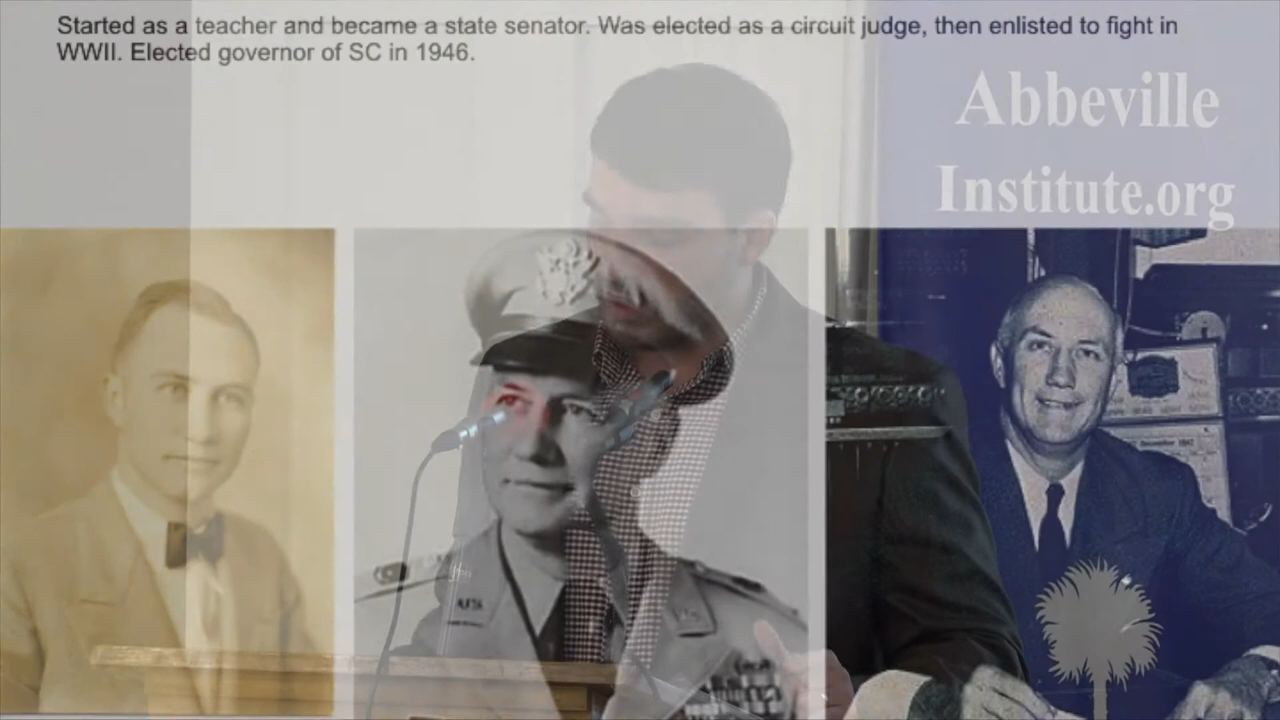 Started as a teacher and became a state senator. Was elected as a circuit judge, then enlisted to fight in
WWII. Elected governor of SC in 1946.
Abbeville
Institute.org